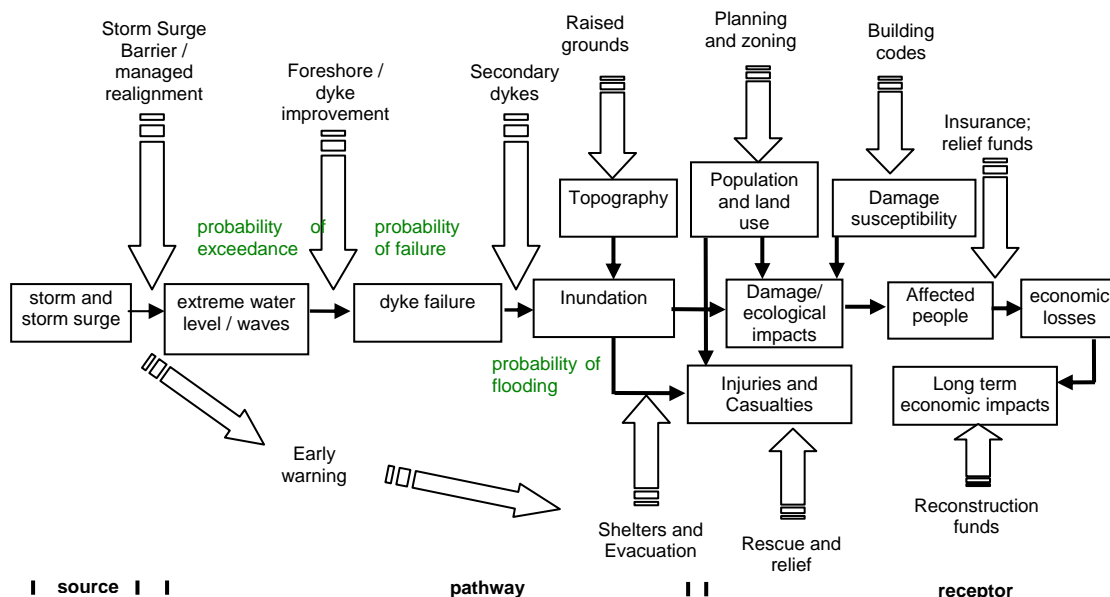 Storm Surge
Barrier /
managed
realignment
Foreshore /
dyke
improvement
Secondary
dykes
Raised
grounds
Planning
and zoning
Building
codes
Insurance;
relief funds
Topography
Population
and land
use
Damage
susceptibility
probability of
exceedance
probability
of failure
storm and
storm surge
extreme water
level / waves
dyke failure
Inundation
Damage/
ecological
impacts
Affected
people
economic
losses
probability of
flooding
Injuries and
Casualties
Long term
economic impacts
Early
warning
Shelters and
Evacuation
Rescue and
relief
Reconstruction
funds
source
pathway
receptor